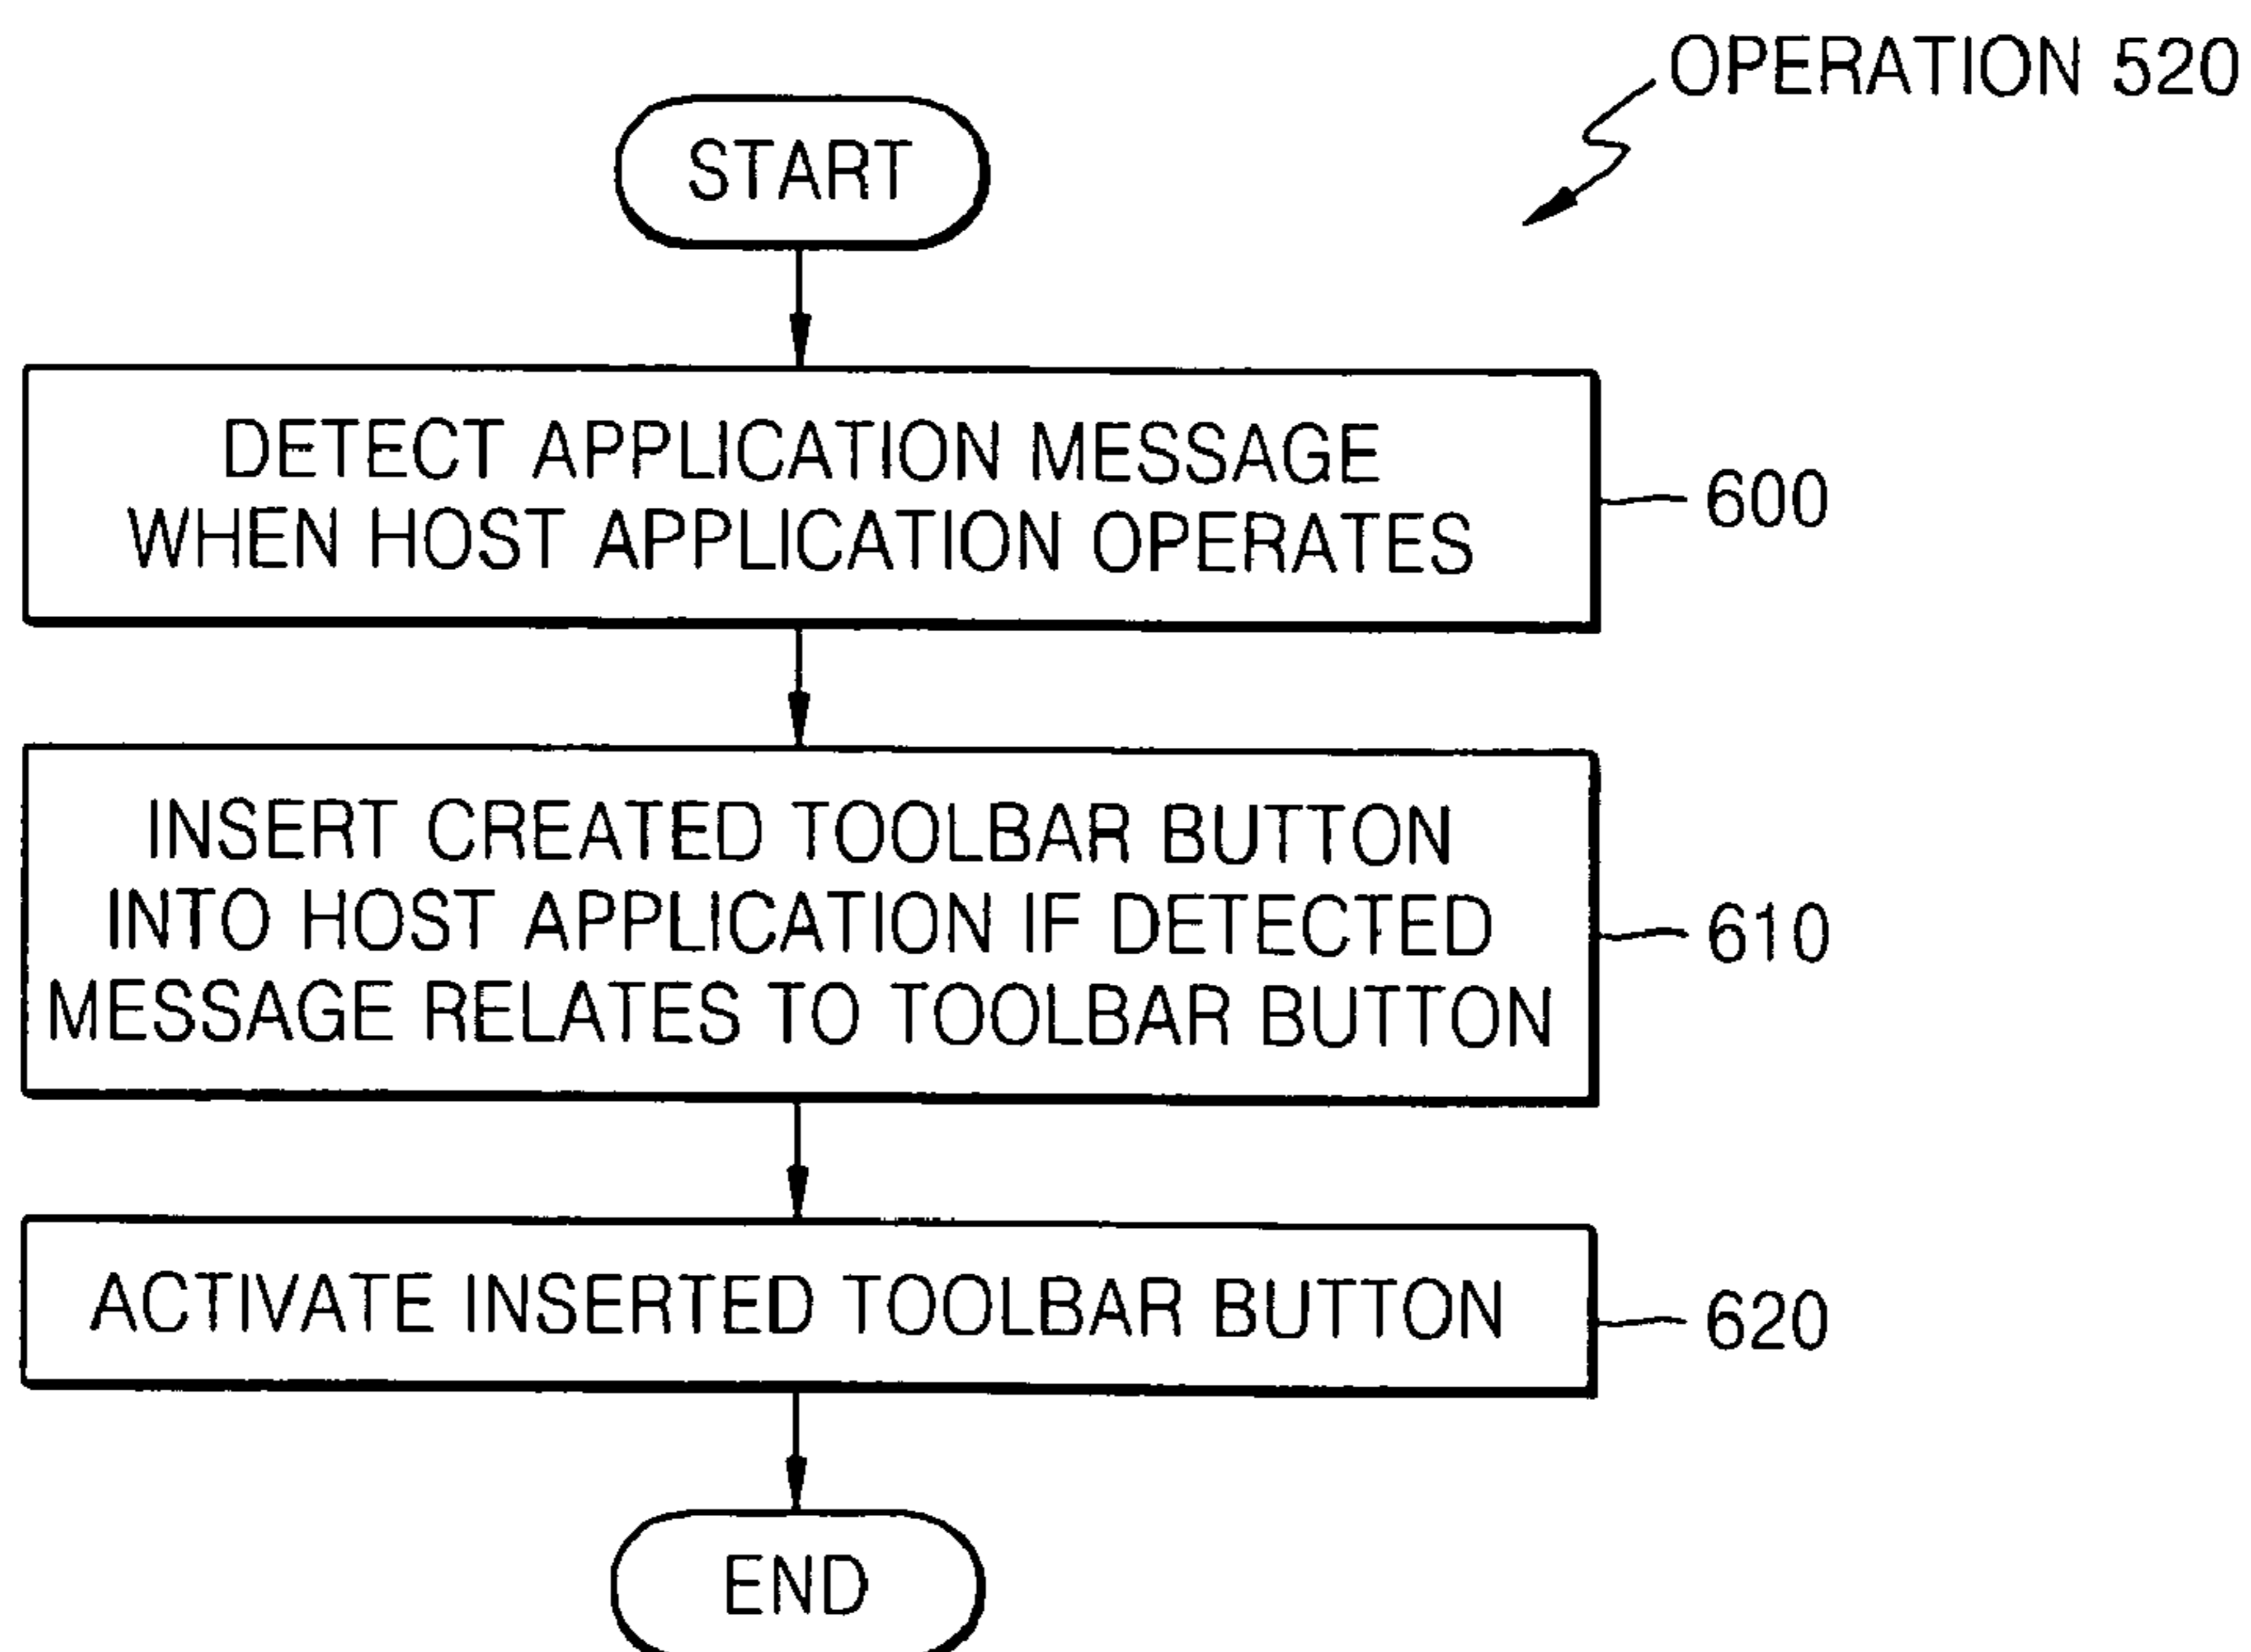 OPERATION 520
START
DETECT APPLICATION MESSAGE
WHEN HOST APPLICATION OPERATES
600
INSERT CREATED TOOLBAR BUTTON
INTO HOST APPLICATION IF DETECTED
MESSAGE RELATES TO TOOLBAR BUTTON
610
ACTIVATE INSERTED TOOLBAR BUTTON
620
END